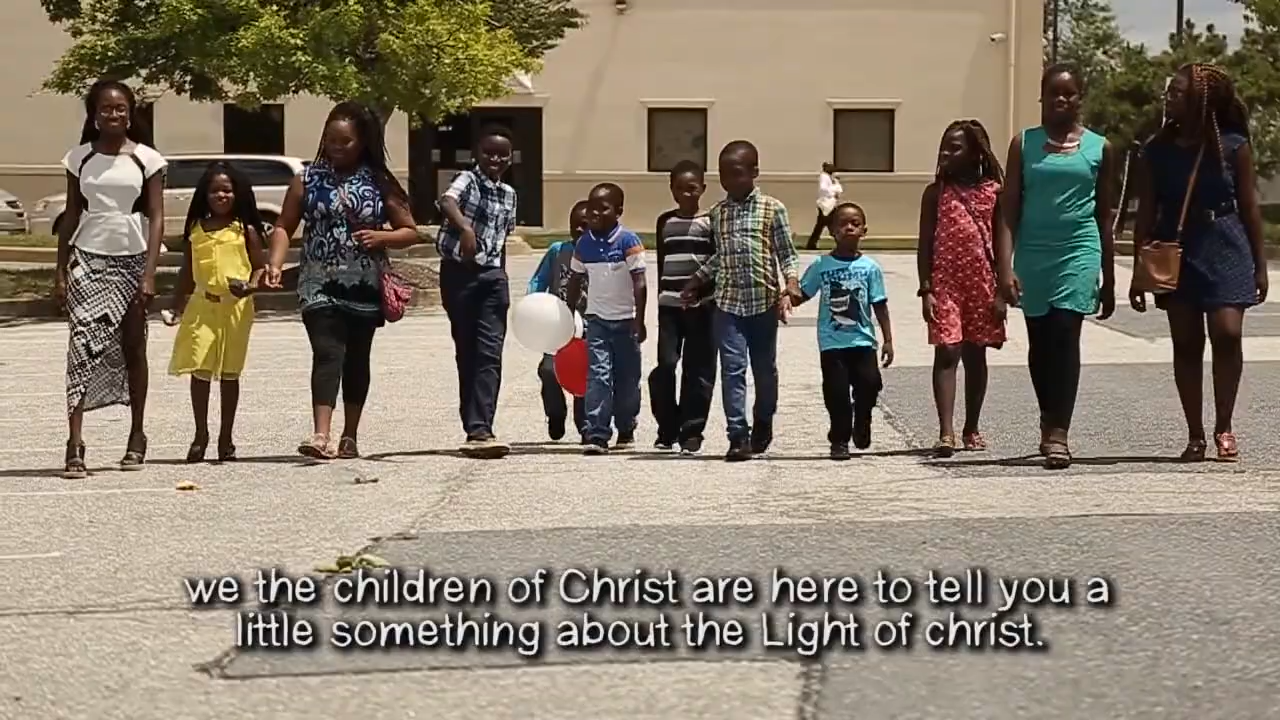 we the children of Christ are here to tell you a
little something about the Light of christ.